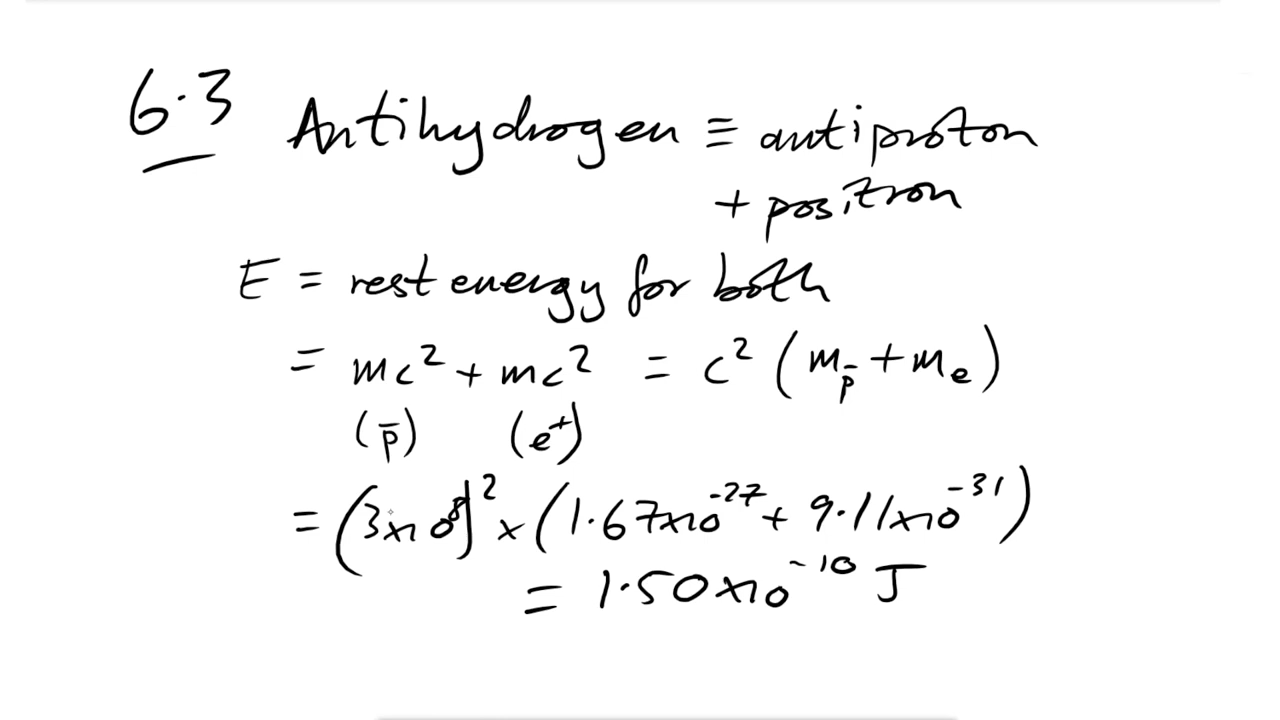 6.3 Antihydrogen ≡ antiproton
+ positron
E = rest energy for both
= mc² + mc² = c² (m_p̄ + m_e)
(p̄) (e⁺)
= (3×10⁸)² × (1.67×10⁻²⁷ + 9.11×10⁻³¹)
= 1.50×10⁻¹⁰ J